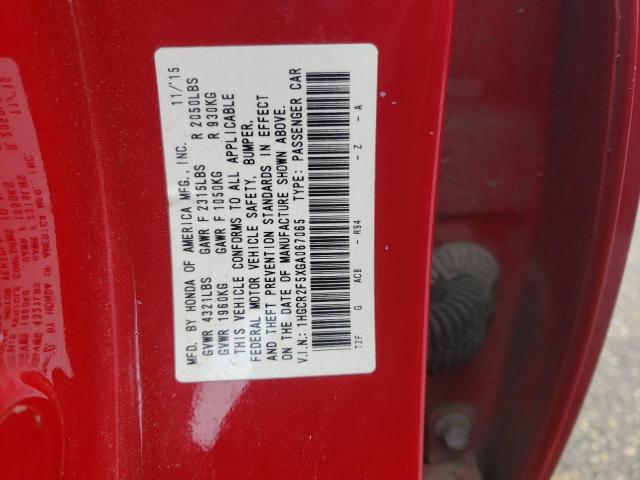 MFD. BY HONDA OF AMERICA MFG., INC. 11/15
GVWR 4321LBS GAWR F 2315LBS R 2050LBS
GVWR 1960KG GAWR F 1050KG R 930KG
THIS VEHICLE CONFORMS TO ALL APPLICABLE
FEDERAL MOTOR VEHICLE SAFETY, BUMPER,
AND THEFT PREVENTION STANDARDS IN EFFECT
ON THE DATE OF MANUFACTURE SHOWN ABOVE.
V.I.N.: 1HGCR2F5XGA067065 TYPE: PASSENGER CAR
T2F G ACB - R94 - Z - A